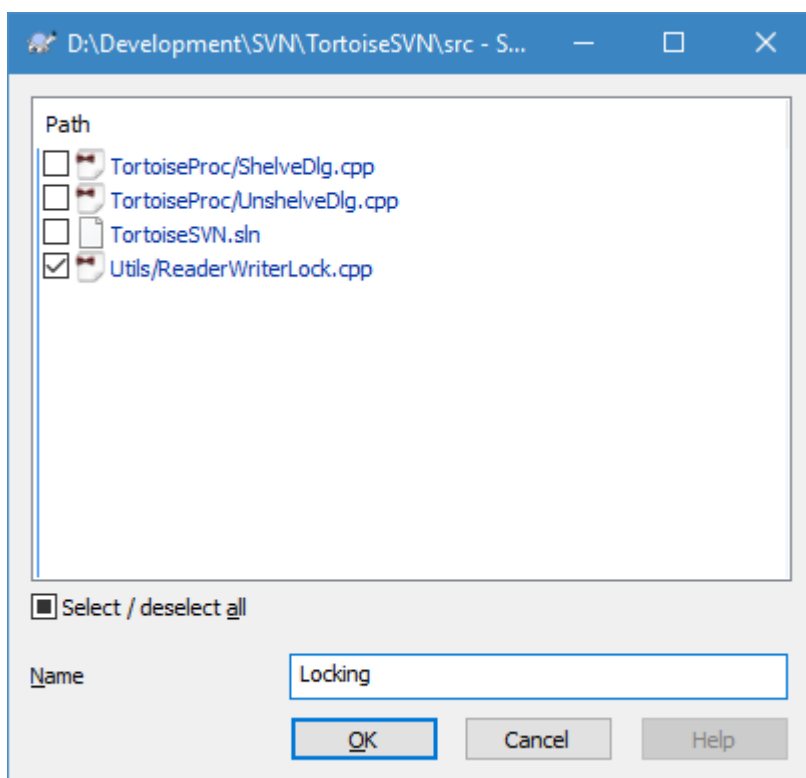 D:\Development\SVN\TortoiseSVN\src - S...
Path
TortoiseProc/ShelveDlg.cpp
TortoiseProc/UnshelveDlg.cpp
TortoiseSVN.sln
Utils/ReaderWriterLock.cpp
Select / deselect all
Name Locking
OK Cancel Help